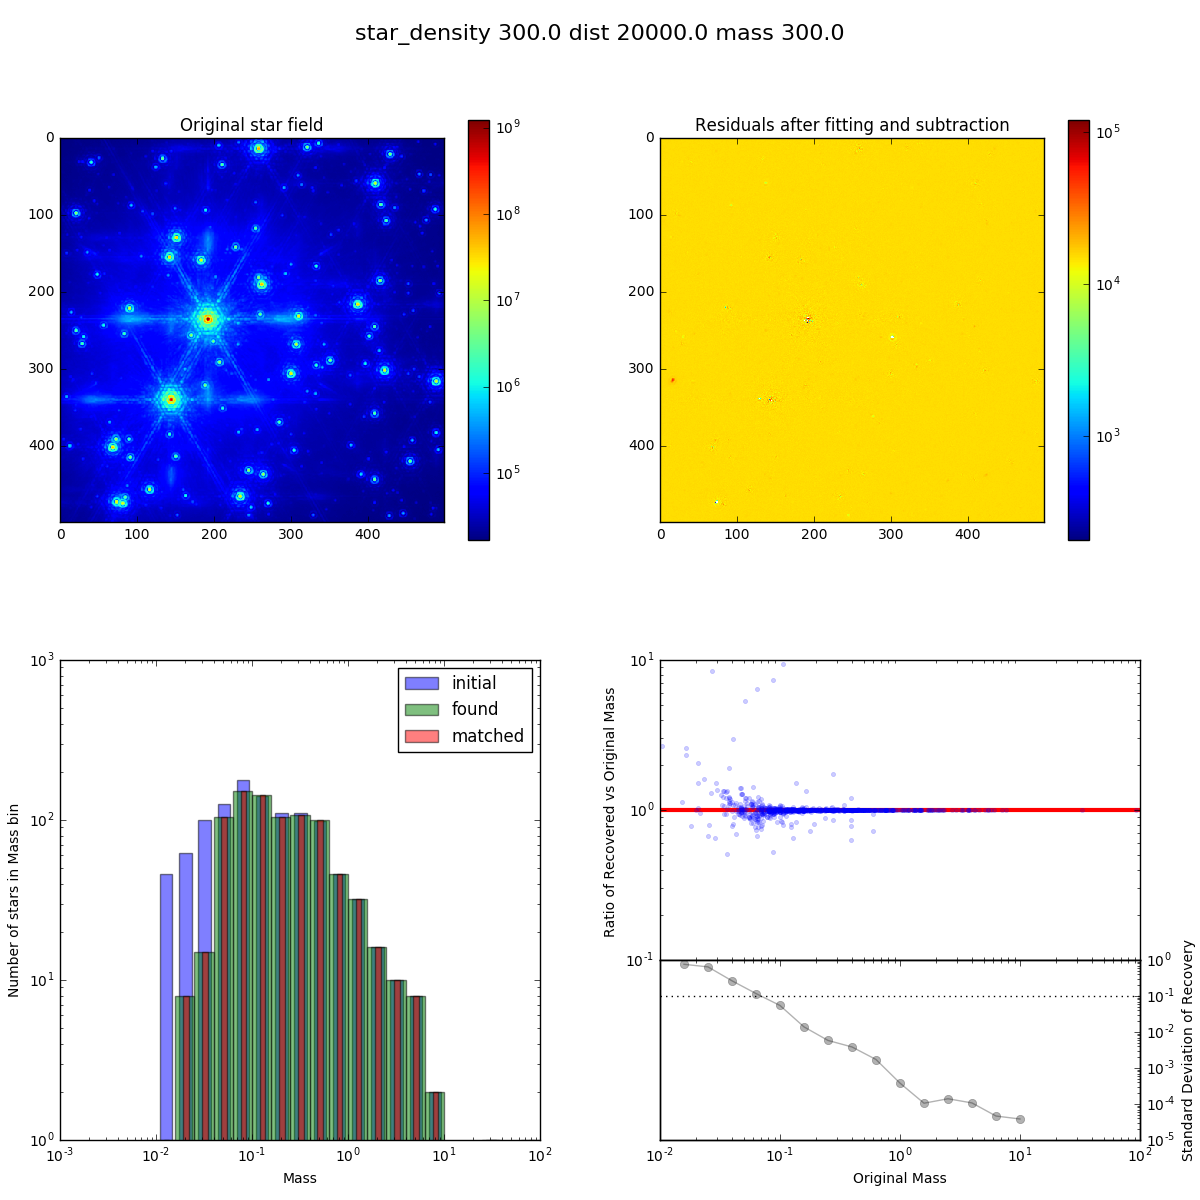 star_density 300.0 dist 20000.0 mass 300.0
Original star field
Residuals after fitting and subtraction
0
100
200
300
400
0 100 200 300 400
10^9
10^8
10^7
10^6
10^5
0
100
200
300
400
0 100 200 300 400
10^5
10^4
10^3
initial
found
matched
Number of stars in Mass bin
10^3
10^2
10^1
10^0
10^-3 10^-2 10^-1 10^0 10^1 10^2
Mass
Ratio of Recovered vs Original Mass
10^1
10^0
10^-1
10^0
10^-1
10^-2
10^-3
10^-4
10^-5
Standard Deviation of Recovery
10^-2 10^-1 10^0 10^1 10^2
Original Mass